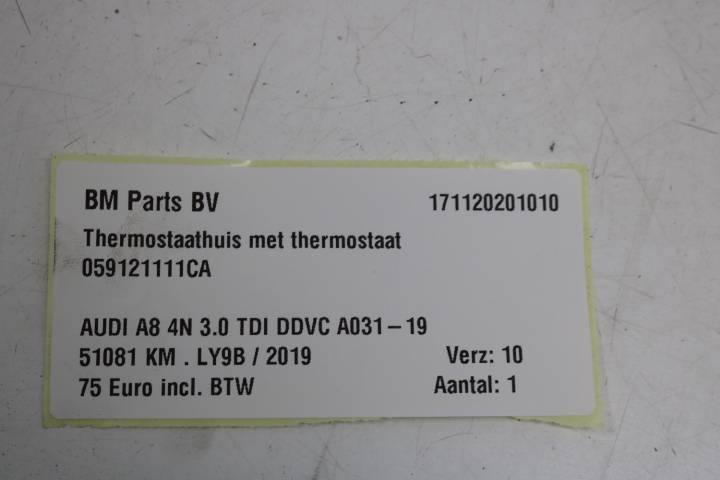 BM Parts BV 171120201010
Thermostaathuis met thermostaat
059121111CA
AUDI A8 4N 3.0 TDI DDVC A031-19
51081 KM . LY9B / 2019 Verz: 10
75 Euro incl. BTW Aantal: 1